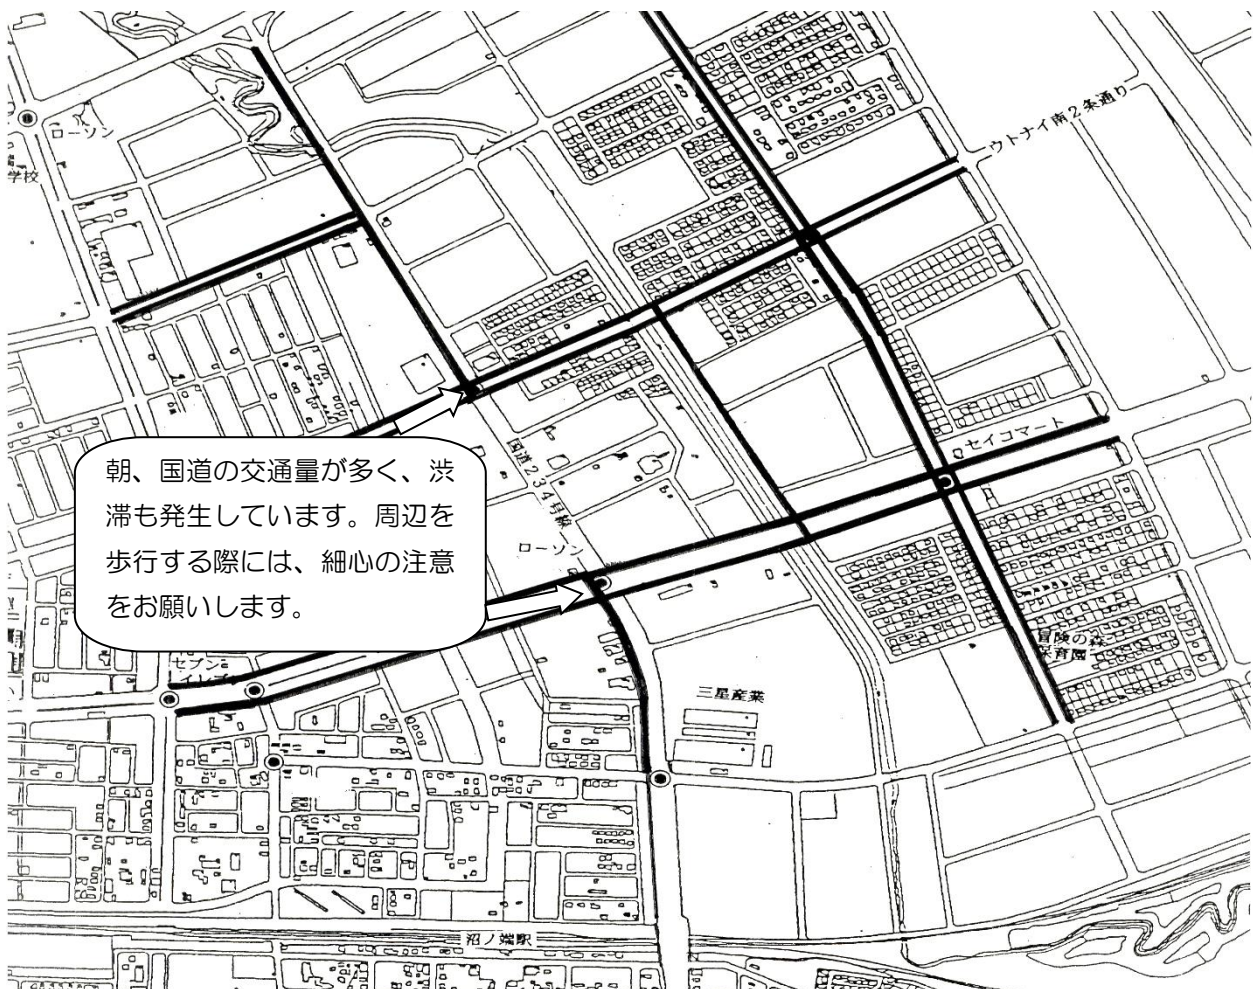 ローソン
学校
ウトナイ南2条通り
国道234号線
セイコマート
朝、国道の交通量が多く、渋
滞も発生しています。周辺を
歩行する際には、細心の注意
をお願いします。
ローソン
セブン
イレブン
冒険の森
保育園
三星産業
沼ノ端駅